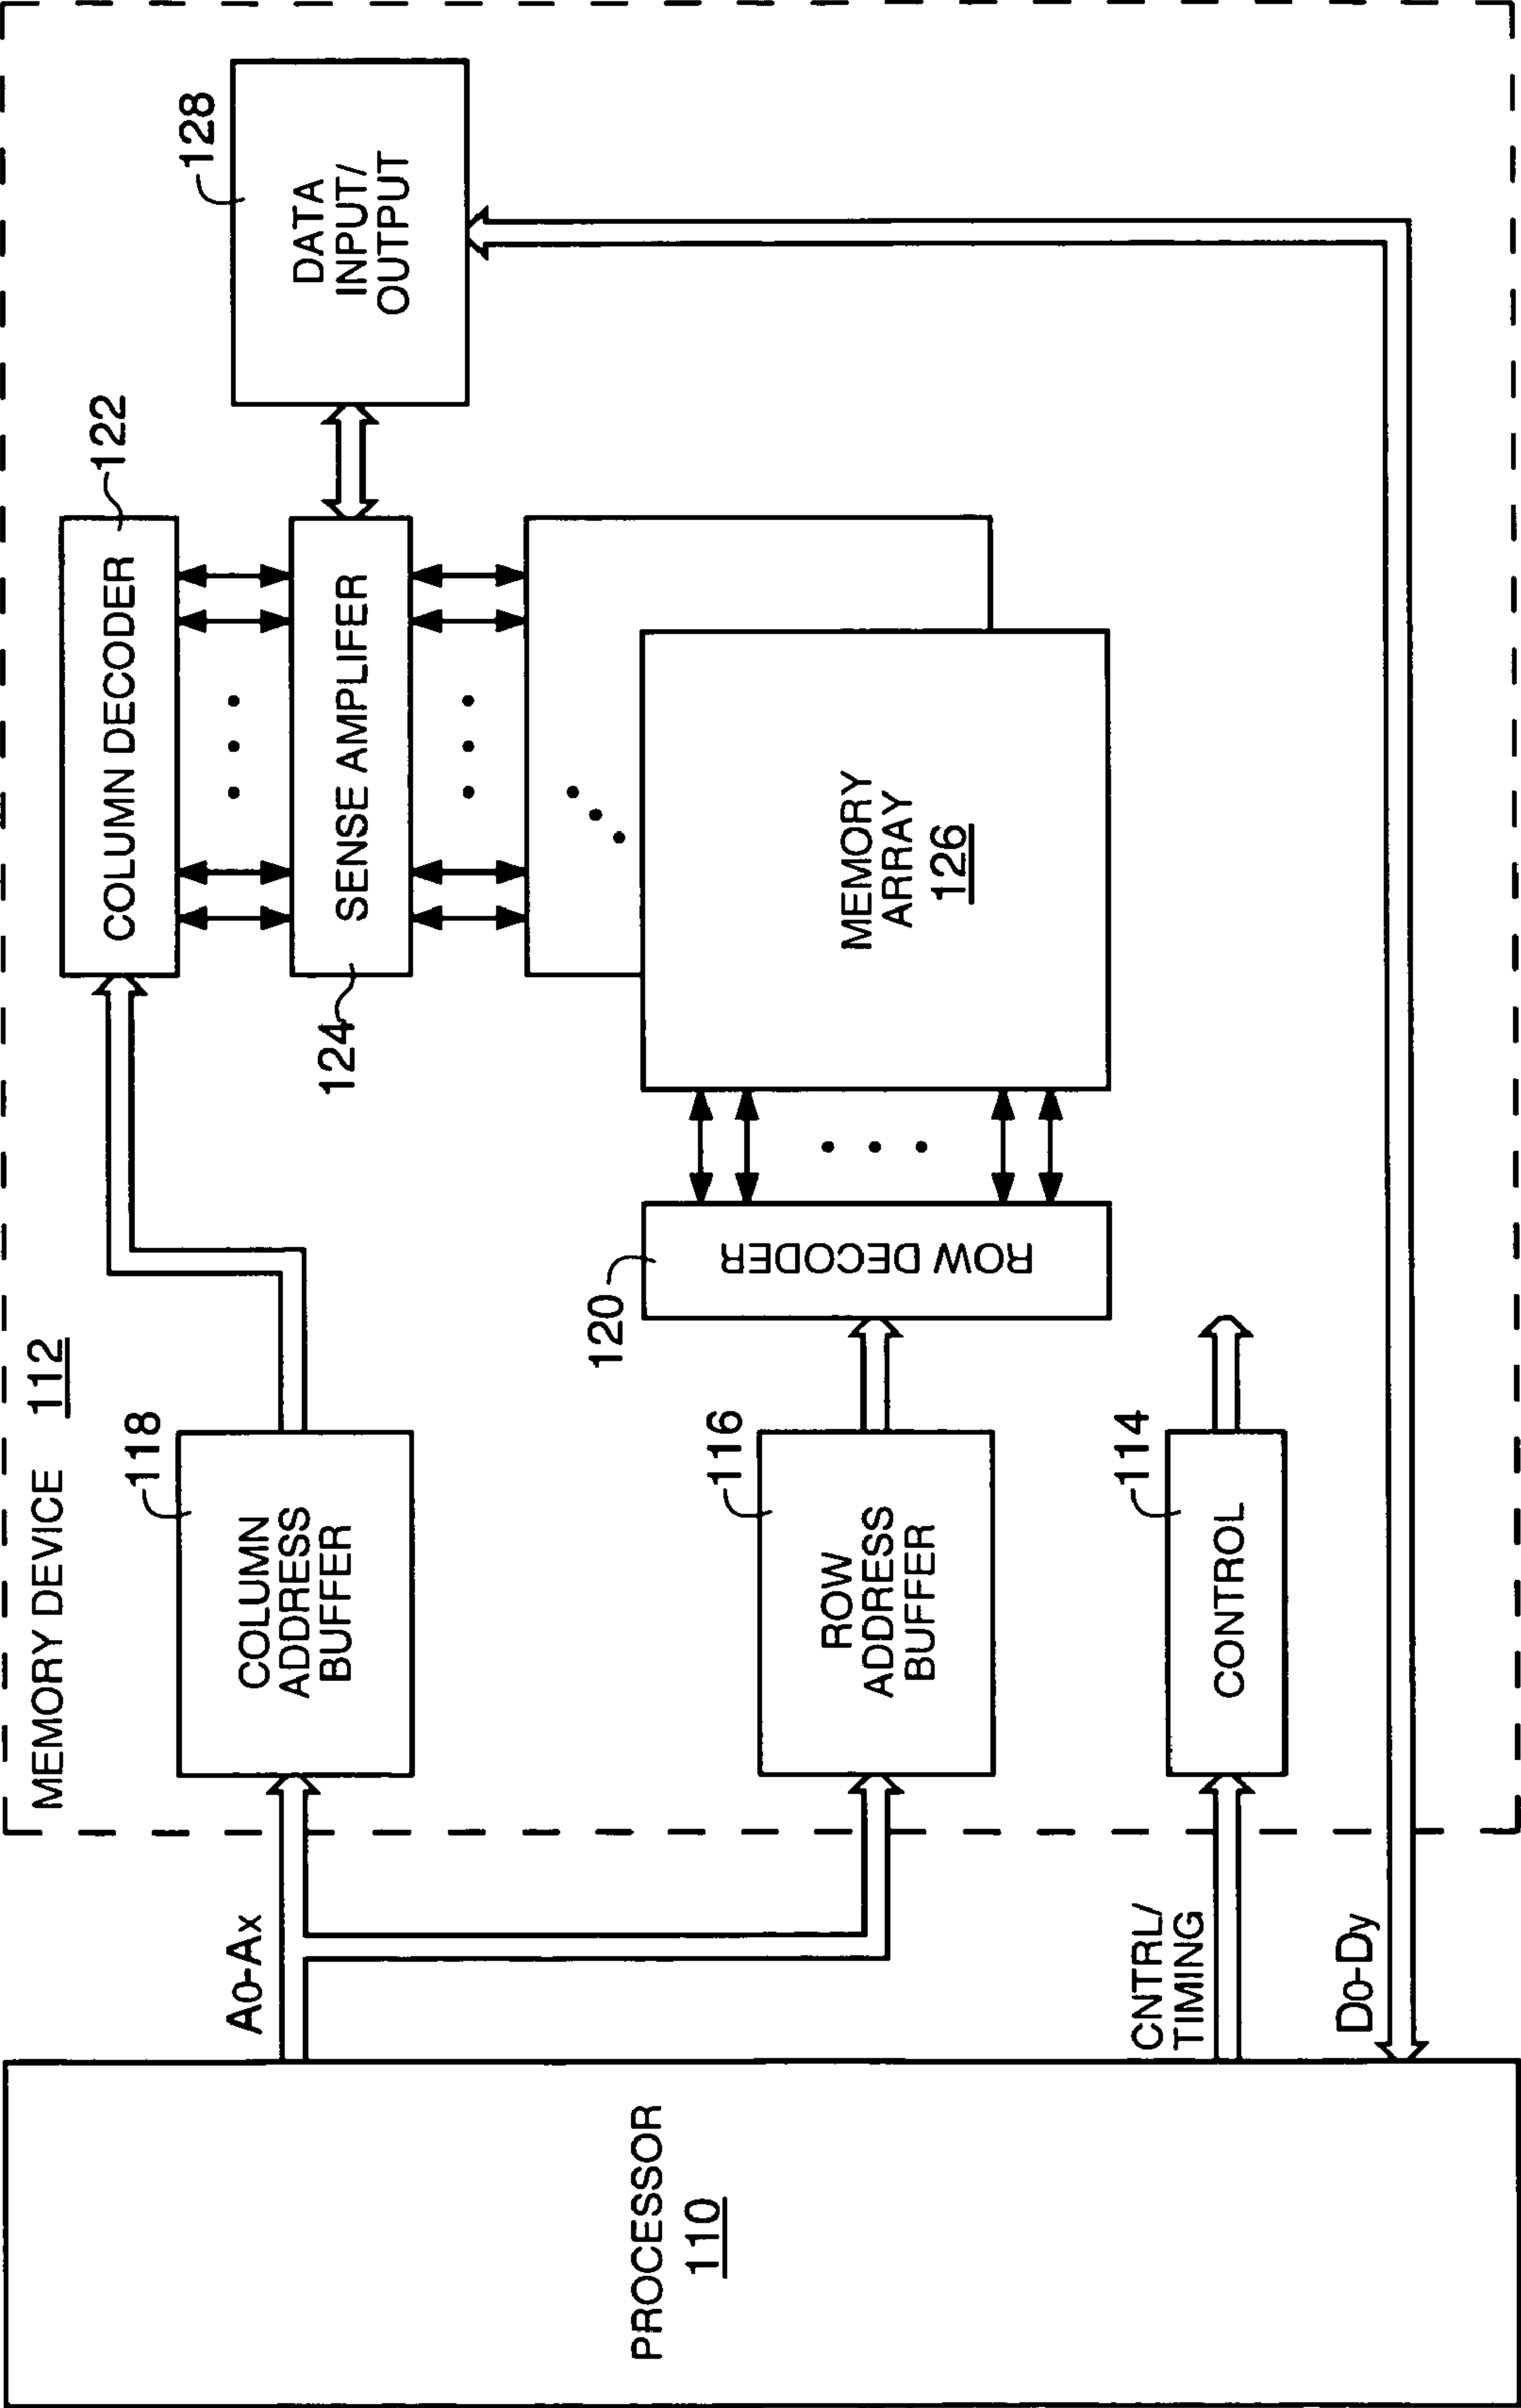 MEMORY DEVICE 112
COLUMN DECODER
122
118
COLUMN
ADDRESS
BUFFER
A0-Ax
128
DATA
INPUT/
OUTPUT
SENSE AMPLIFER
124
PROCESSOR
110
120
ROW DECODER
116
ROW
ADDRESS
BUFFER
MEMORY
ARRAY
126
CNTRL/
TIMING
114
CONTROL
D0-Dy